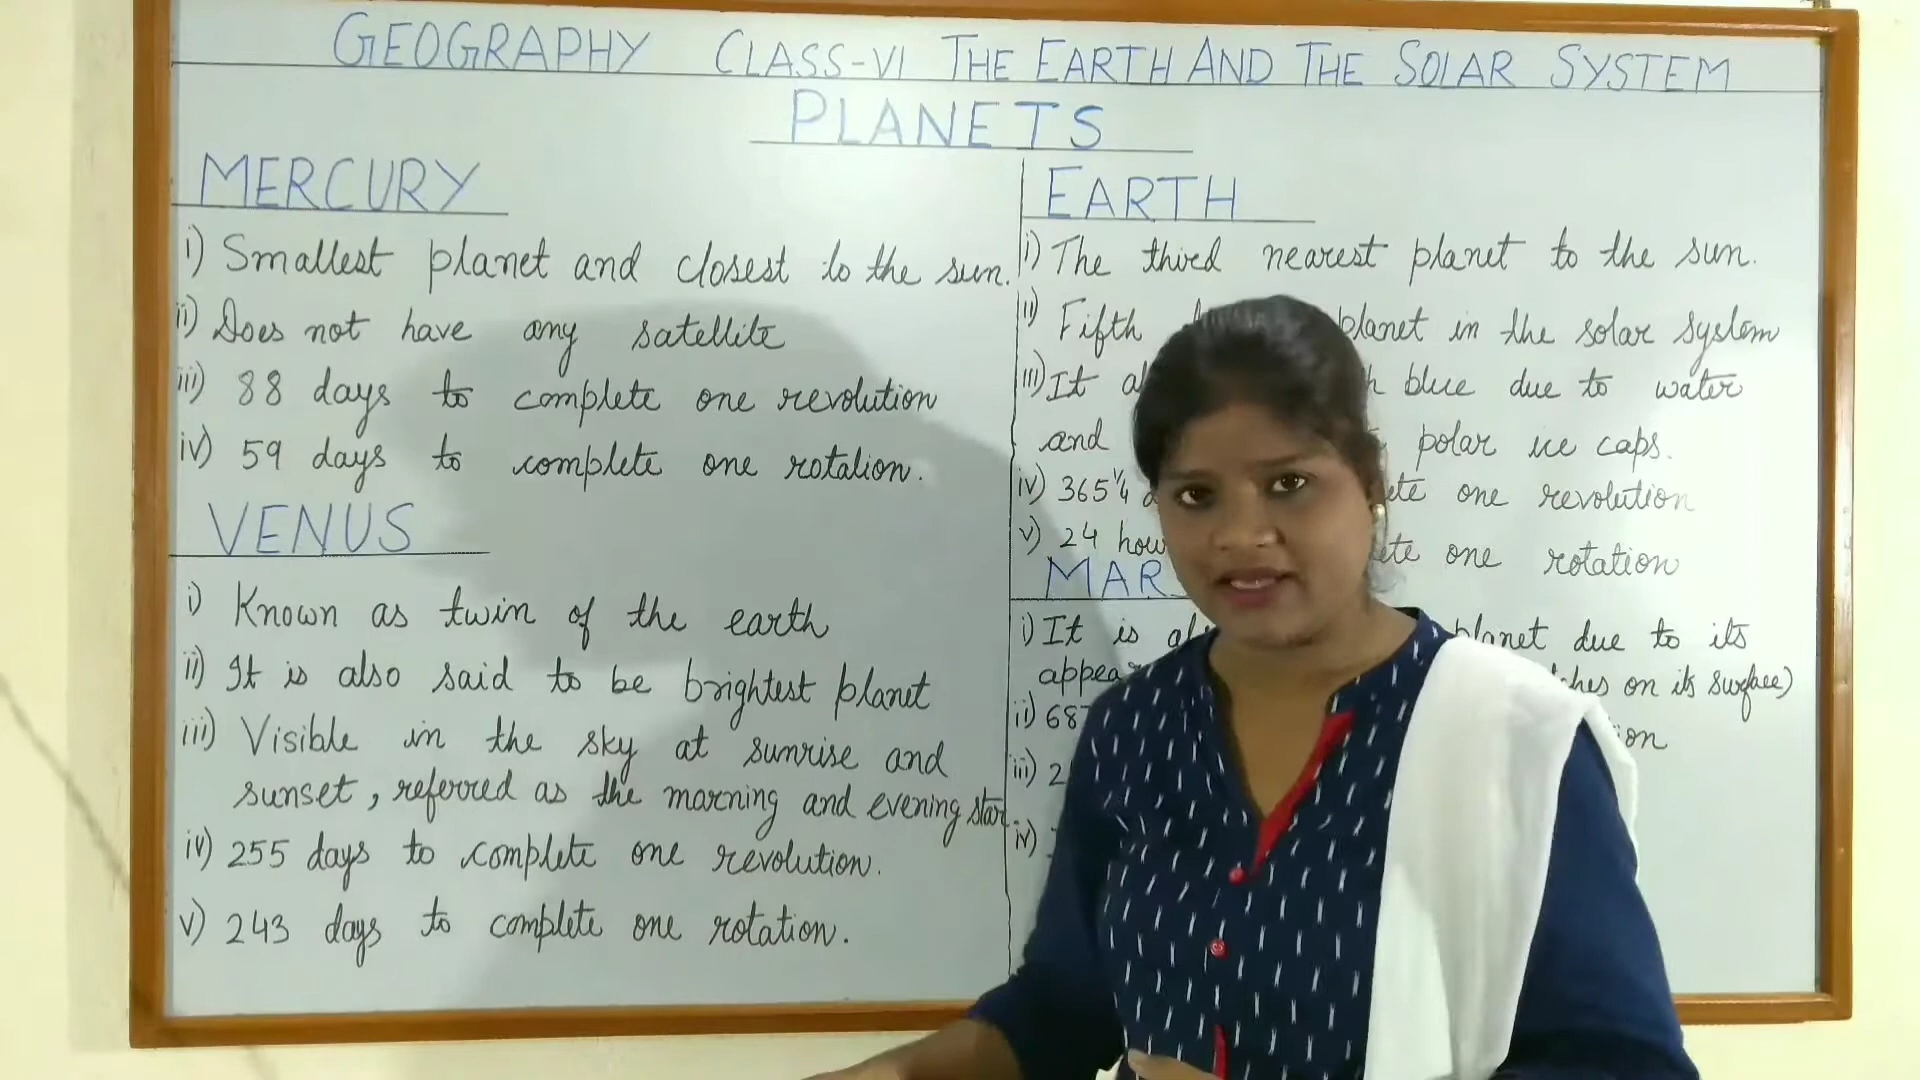 GEOGRAPHY CLASS-VI THE EARTH AND THE SOLAR SYSTEM
PLANETS
MERCURY
i) Smallest planet and closest to the sun.
ii) Does not have any satellite
iii) 88 days to complete one revolution
iv) 59 days to complete one rotation.
VENUS
i) Known as twin of the earth
ii) It is also said to be brightest planet
iii) Visible in the sky at sunrise and
sunset, referred as the morning and evening star.
iv) 255 days to complete one revolution.
v) 243 days to complete one rotation.
EARTH
i) The third nearest planet to the sun.
ii) Fifth planet in the solar system
iii) It blue due to water
and polar ice caps.
iv) 365 1/4 one revolution
v) 24 one rotation
i) It is planet due to its
on its surface)
ii)
iii)
iv)